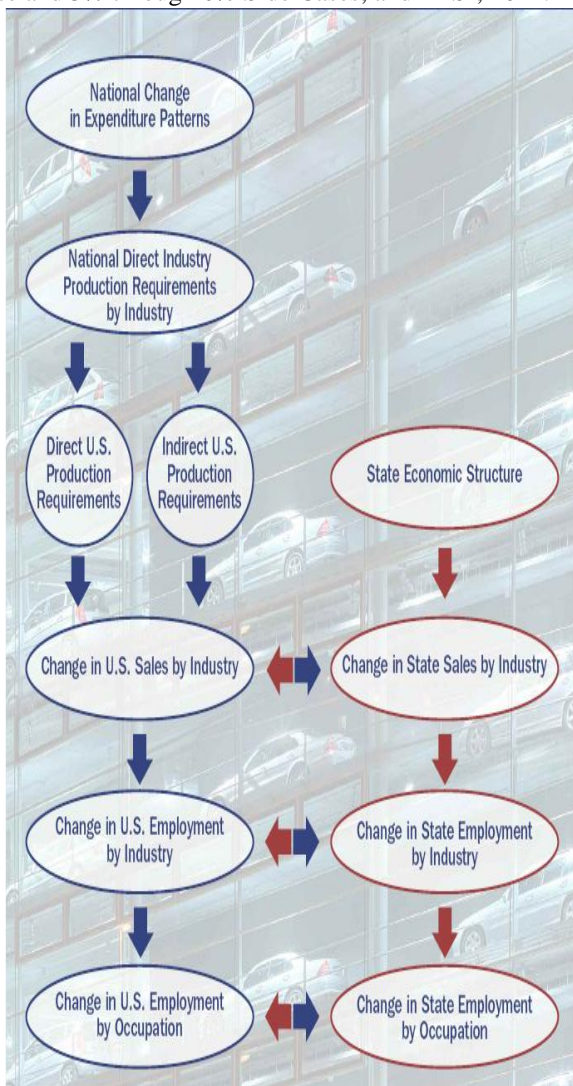 National Change
in Expenditure Patterns
National Direct Industry
Production Requirements
by Industry
Direct U.S.
Production
Requirements
Indirect U.S.
Production
Requirements
State Economic Structure
Change in U.S. Sales by Industry
Change in State Sales by Industry
Change in U.S. Employment
by Industry
Change in State Employment
by Industry
Change in U.S. Employment
by Occupation
Change in State Employment
by Occupation